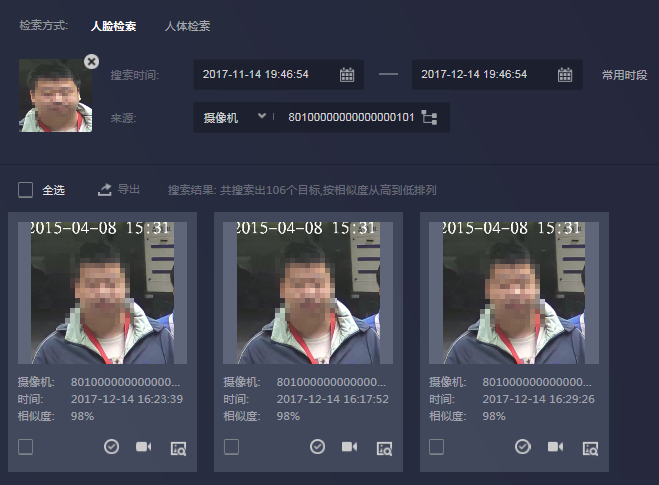 检索方式: 人脸检索 人体检索
搜索时间: 2017-11-14 19:46:54 — 2017-12-14 19:46:54 常用时段
来源: 摄像机 80100000000000000101
全选 导出 搜索结果: 共搜索出106个目标,按相似度从高到低排列
2015-04-08 15:31 2015-04-08 15:31 2015-04-08 15:31
摄像机: 801000000000000... 摄像机: 801000000000000... 摄像机: 801000000000000...
时间: 2017-12-14 16:23:39 时间: 2017-12-14 16:17:52 时间: 2017-12-14 16:29:26
相似度: 98% 相似度: 98% 相似度: 98%